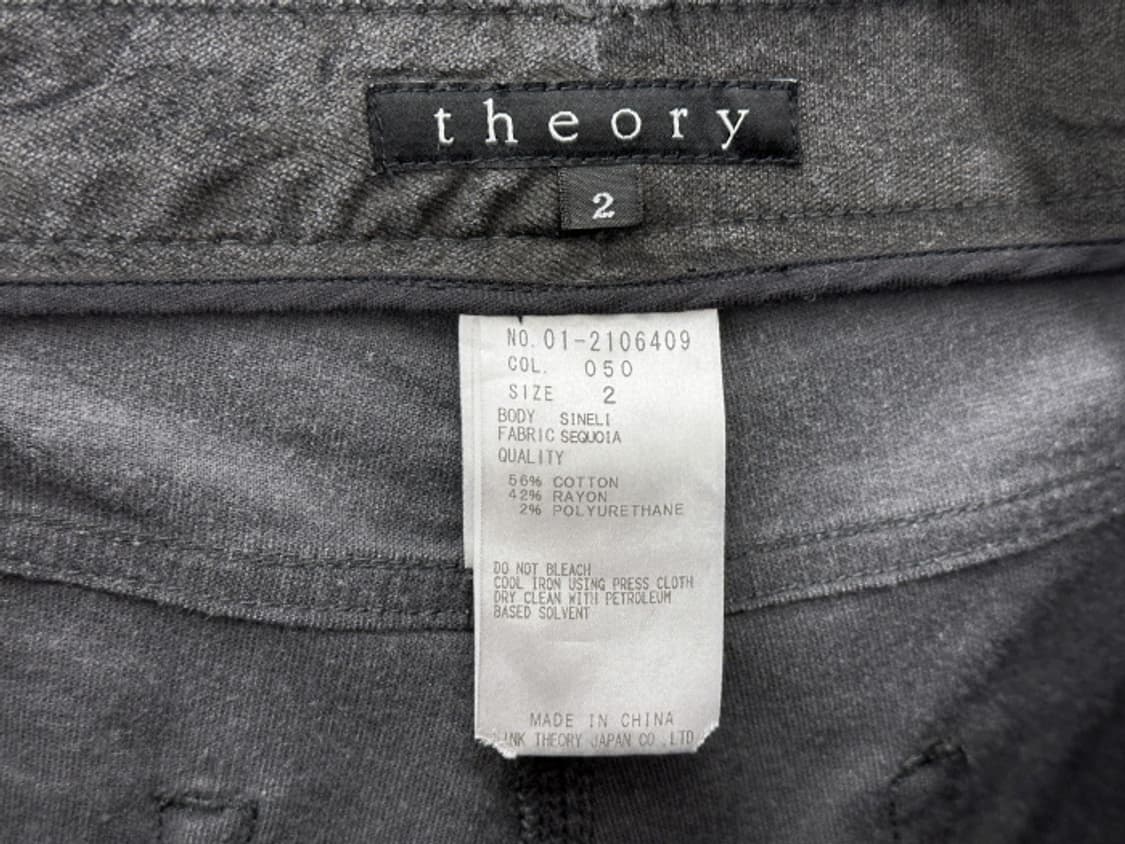 theory
2
NO. 01-2106409
COL. 050
SIZE 2
BODY SINELI
FABRIC SEQUOIA
QUALITY
56% COTTON
42% RAYON
2% POLYURETHANE
DO NOT BLEACH
COOL IRON USING PRESS CLOTH
DRY CLEAN WITH PETROLEUM
BASED SOLVENT
MADE IN CHINA
THEORY JAPAN CO.,LTD